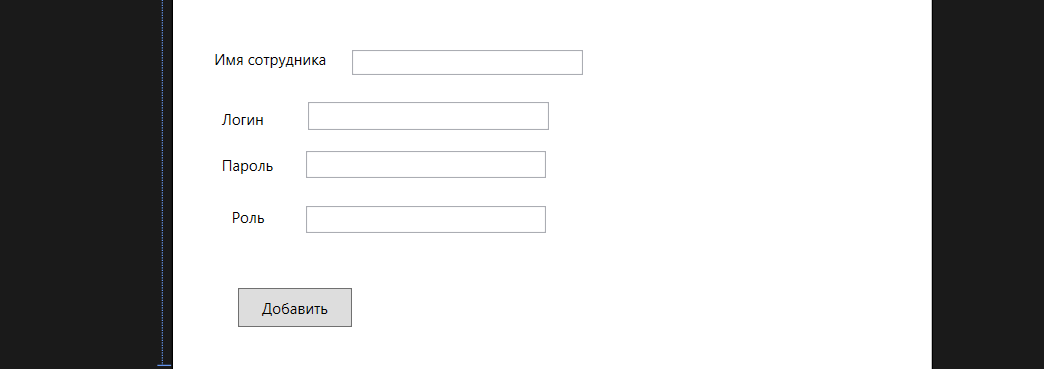 Имя сотрудника
Логин
Пароль
Роль
Добавить